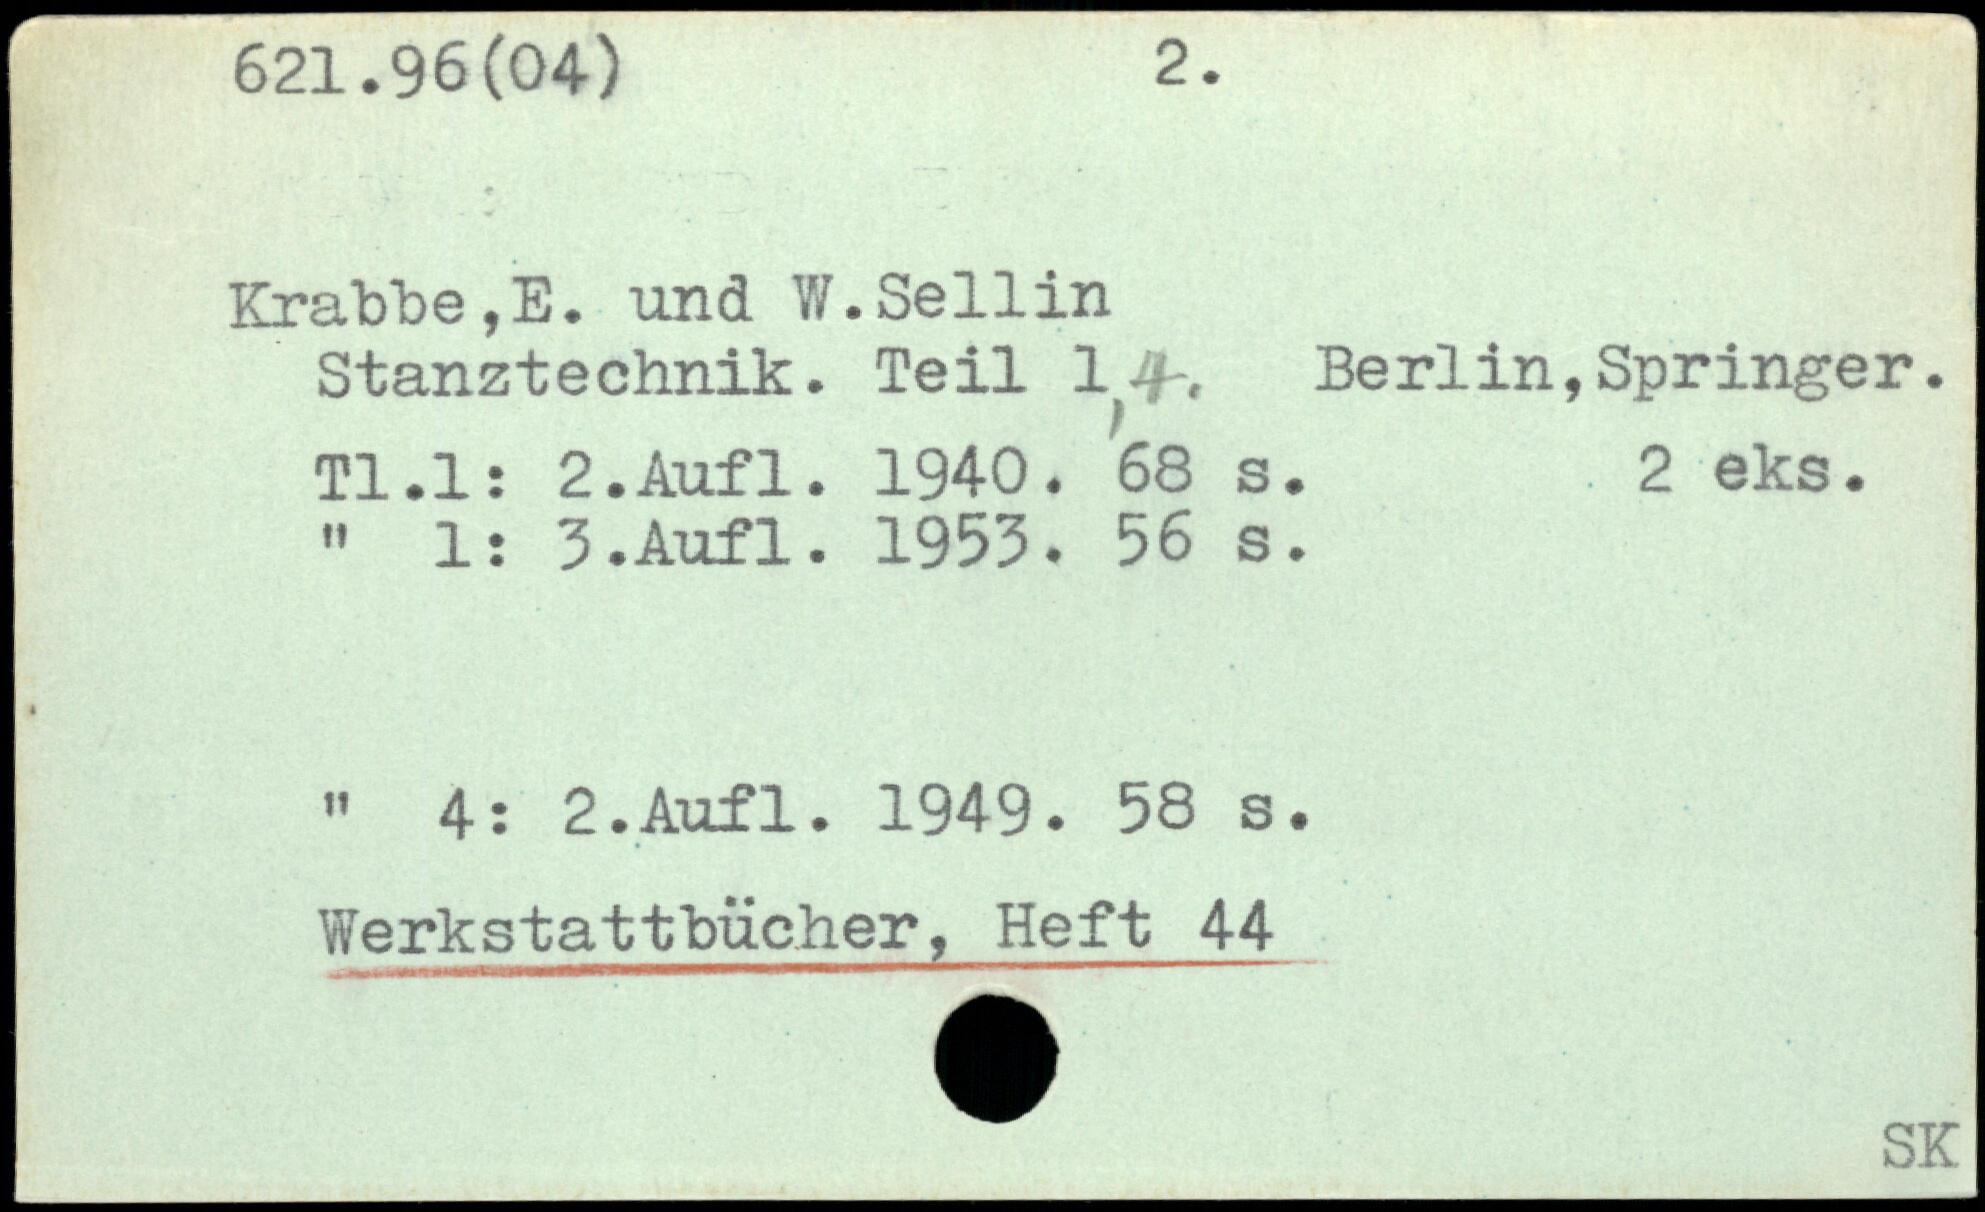 621.96(04) 2.
Krabbe,E. und W.Sellin
Stanztechnik. Teil 1,4. Berlin,Springer.
Tl.1: 2.Aufl. 1940. 68 s. 2 eks.
" 1: 3.Aufl. 1953. 56 s.
" 4: 2.Aufl. 1949. 58 s.
Werkstattbücher, Heft 44
SK